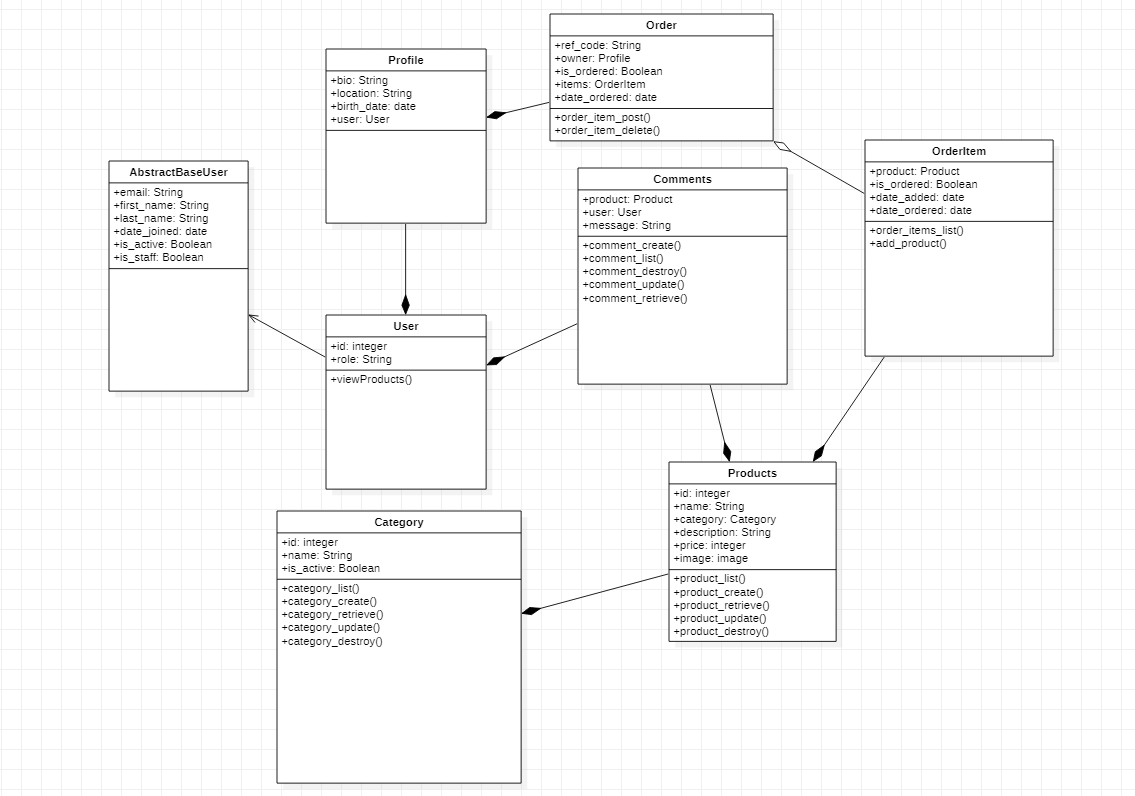 Order
+ref_code: String
+owner: Profile
+is_ordered: Boolean
+items: OrderItem
+date_ordered: date
+order_item_post()
+order_item_delete()
Profile
+bio: String
+location: String
+birth_date: date
+user: User
OrderItem
+product: Product
+is_ordered: Boolean
+date_added: date
+date_ordered: date
+order_items_list()
+add_product()
AbstractBaseUser
+email: String
+first_name: String
+last_name: String
+date_joined: date
+is_active: Boolean
+is_staff: Boolean
Comments
+product: Product
+user: User
+message: String
+comment_create()
+comment_list()
+comment_destroy()
+comment_update()
+comment_retrieve()
User
+id: integer
+role: String
+viewProducts()
Products
+id: integer
+name: String
+category: Category
+description: String
+price: integer
+image: image
+product_list()
+product_create()
+product_retrieve()
+product_update()
+product_destroy()
Category
+id: integer
+name: String
+is_active: Boolean
+category_list()
+category_create()
+category_retrieve()
+category_update()
+category_destroy()